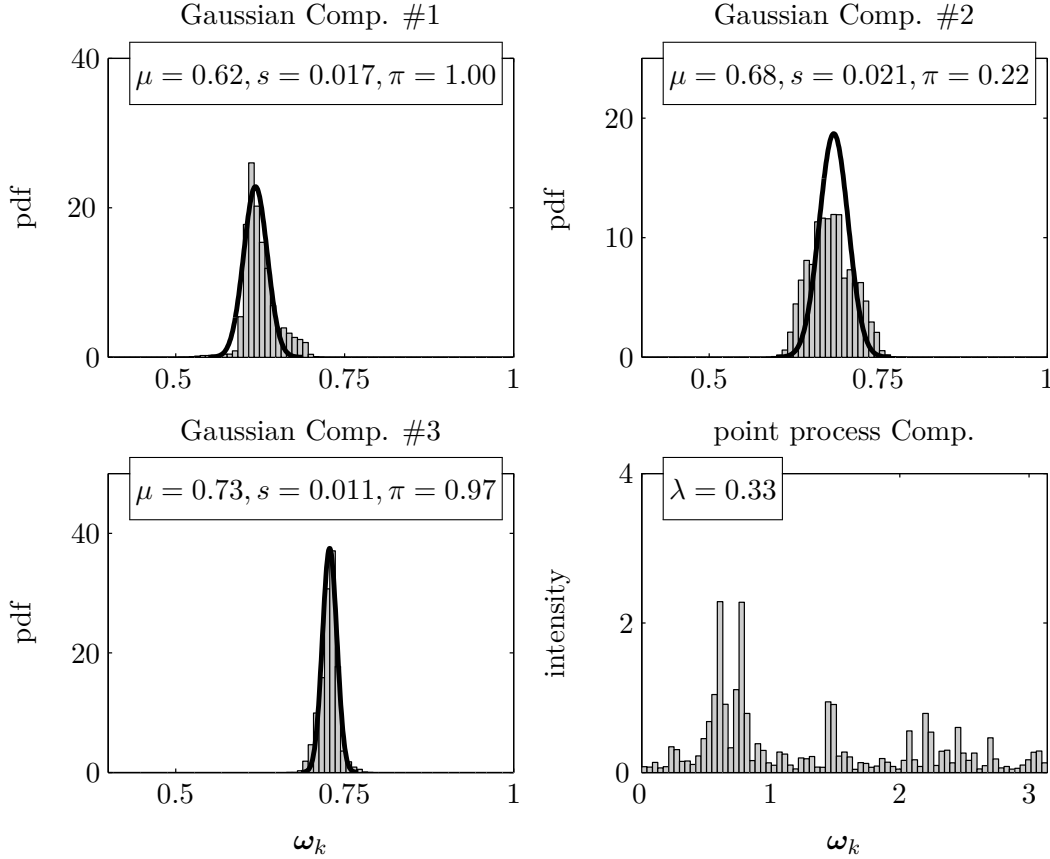 Gaussian Comp. #1
μ = 0.62, s = 0.017, π = 1.00
40
20
0
0.5 0.75 1
pdf
Gaussian Comp. #2
μ = 0.68, s = 0.021, π = 0.22
20
10
0
0.5 0.75 1
pdf
Gaussian Comp. #3
μ = 0.73, s = 0.011, π = 0.97
40
20
0
0.5 0.75 1
pdf
ω_k
point process Comp.
λ = 0.33
4
2
0
0 1 2 3
intensity
ω_k